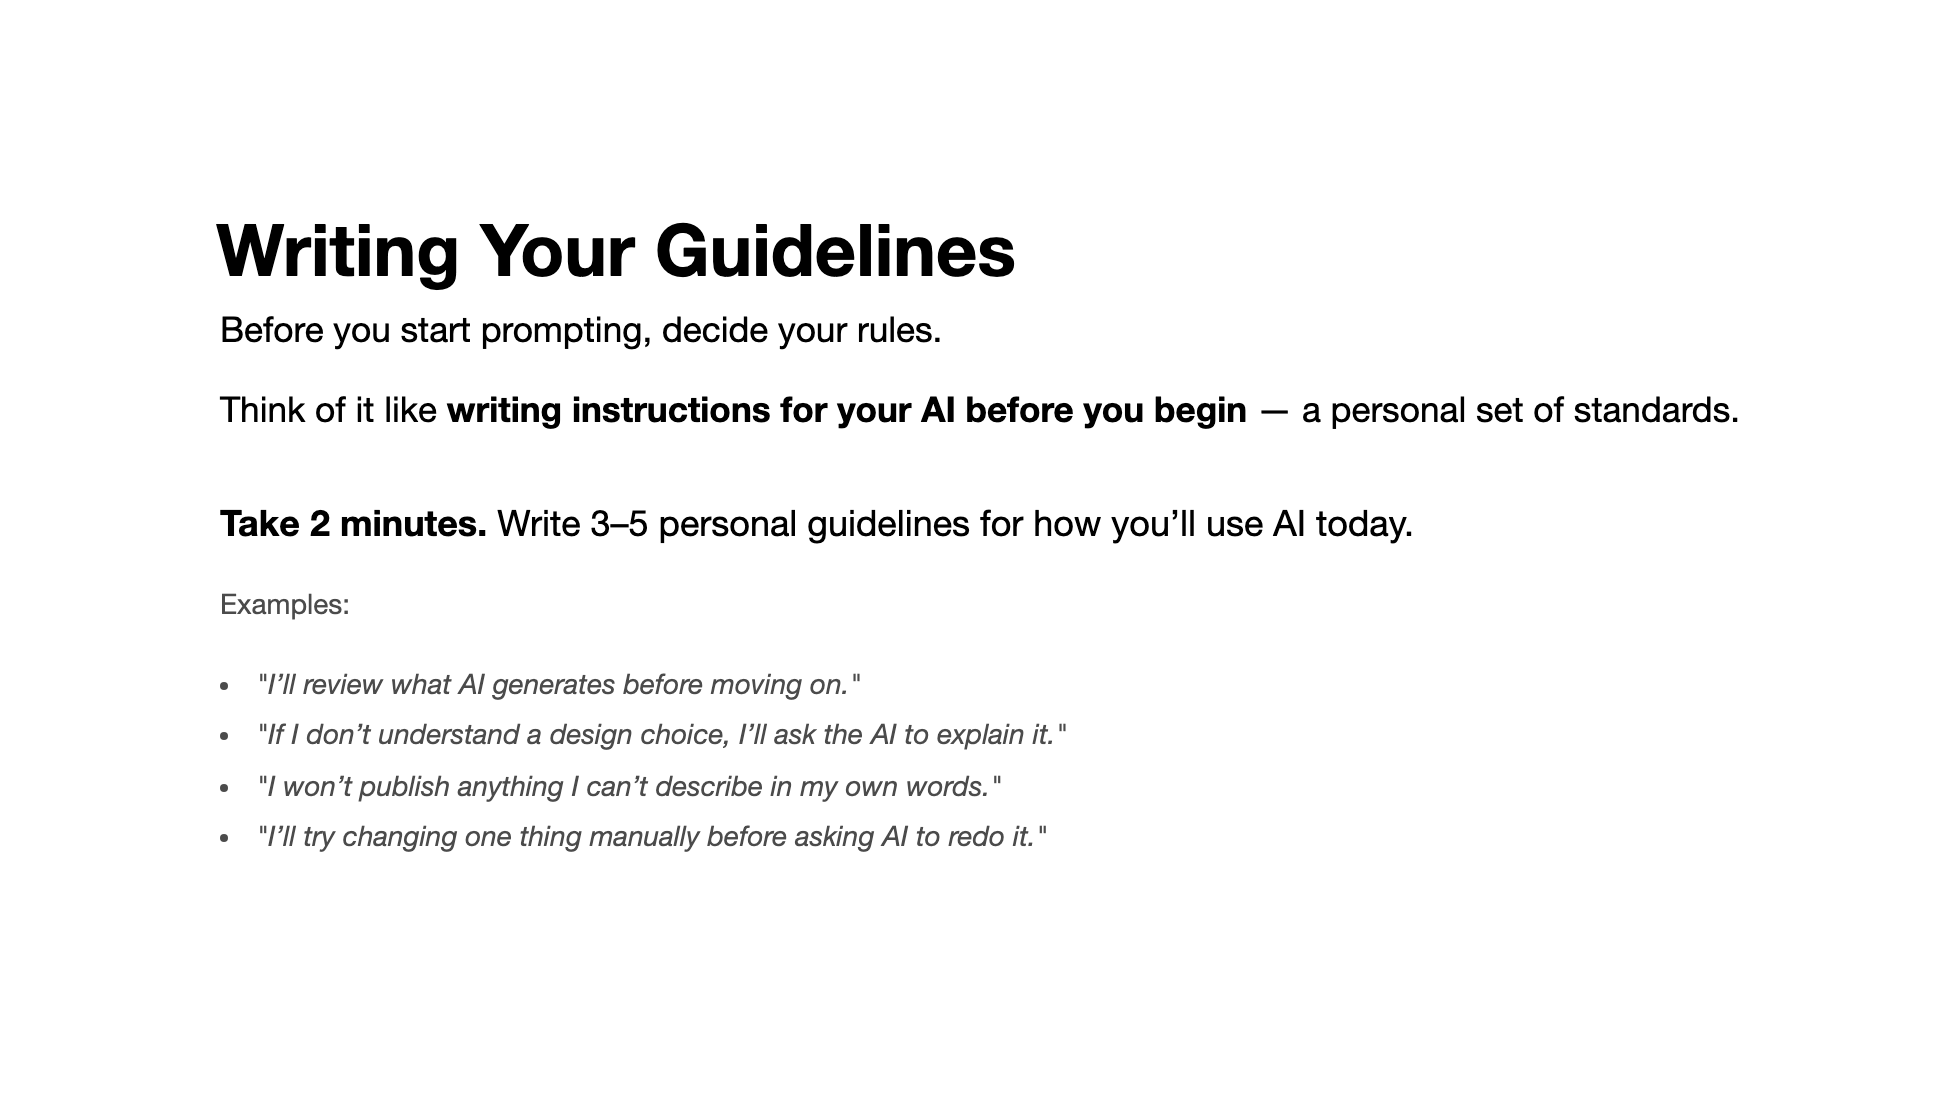 Writing Your Guidelines
Before you start prompting, decide your rules.
Think of it like writing instructions for your AI before you begin — a personal set of standards.
Take 2 minutes. Write 3–5 personal guidelines for how you’ll use AI today.
Examples:
• "I’ll review what AI generates before moving on."
• "If I don’t understand a design choice, I’ll ask the AI to explain it."
• "I won’t publish anything I can’t describe in my own words."
• "I’ll try changing one thing manually before asking AI to redo it."